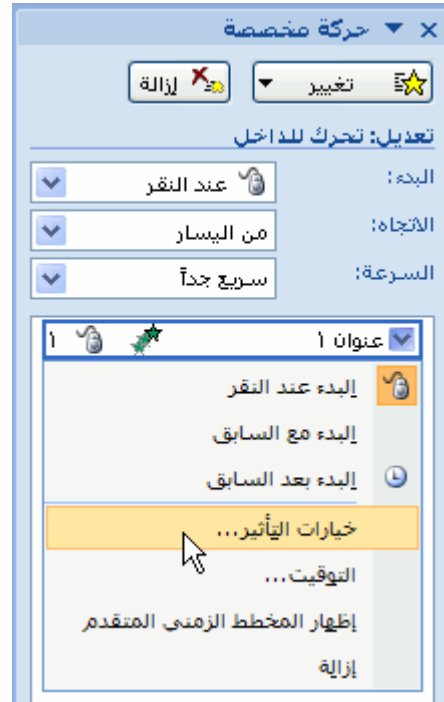 حركة مخصصة
تغيير إزالة
تعديل: تحرك للداخل
البدء: عند النقر
الاتجاه: من اليسار
السرعة: سريع جداً
عنوان ١ ١
البدء عند النقر
البدء مع السابق
البدء بعد السابق
خيارات التأثير...
التوقيت...
إظهار المخطط الزمني المتقدم
إزالة